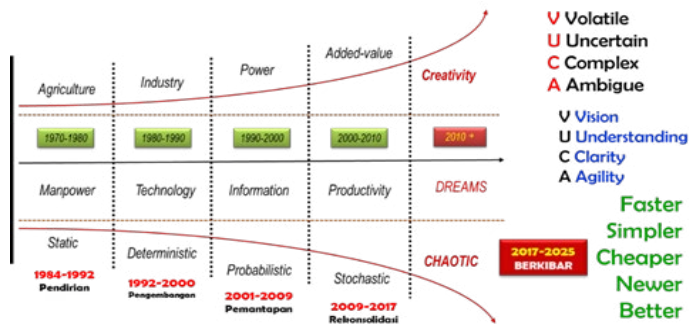 Agriculture
Industry
Power
Added-value
Creativity
1970-1980
1980-1990
1990-2000
2000-2010
2010 +
Manpower
Technology
Information
Productivity
DREAMS
Static
Deterministic
Probabilistic
Stochastic
CHAOTIC
1984-1992
Pendirian
1992-2000
Pengembangan
2001-2009
Pemantapan
2009-2017
Rekonsolidasi
2017-2025
BERKIBAR
V Volatile
U Uncertain
C Complex
A Ambigue
V Vision
U Understanding
C Clarity
A Agility
Faster
Simpler
Cheaper
Newer
Better